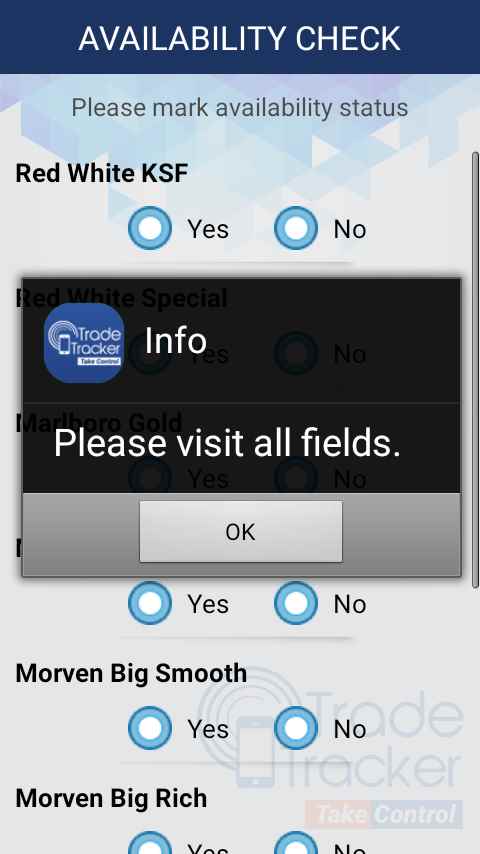 AVAILABILITY CHECK
Please mark availability status
Red White KSF
Yes No
Red White Special
Trade
Tracker
Take Control
Info
Yes No
Marlboro Gold
Please visit all fields.
Yes No
OK
Yes No
Morven Big Smooth
Yes No
Trade
Tracker
Take Control
Morven Big Rich
Yes No